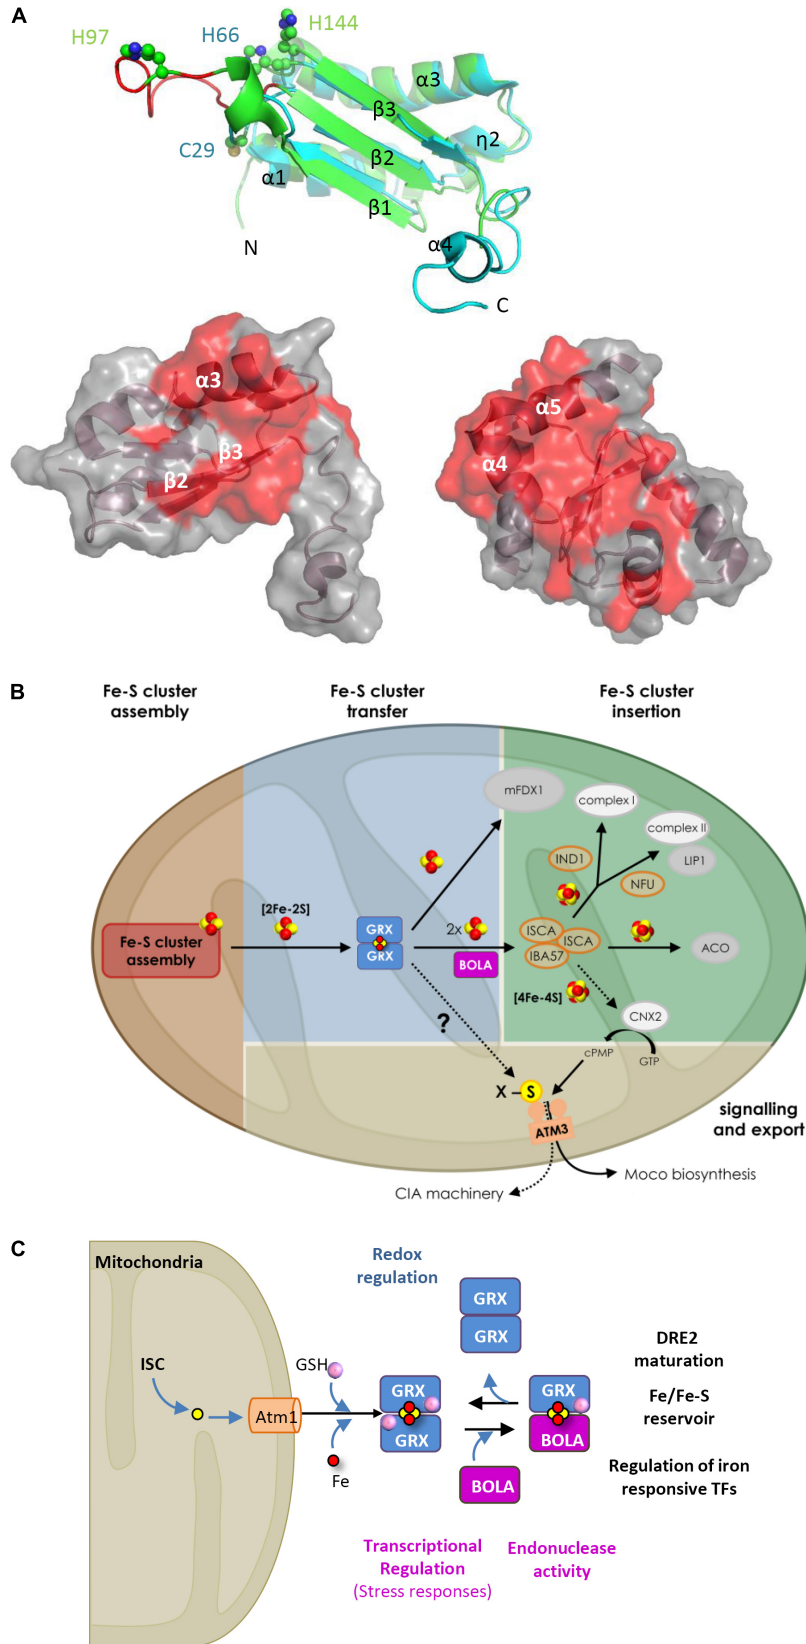 A
H97
H66
H144
α3
β3
η2
C29
β2
α1
β1
N
α4
C
α3
β3
β2
α5
α4
B
Fe-S cluster
assembly
Fe-S cluster
transfer
Fe-S cluster
insertion
mFDX1
complex I
complex II
IND1
LIP1
NFU
[2Fe-2S]
Fe-S cluster
assembly
GRX
GRX
2x
BOLA
ISCA
ISCA
IBA57
ACO
[4Fe-4S]
CNX2
?
cPMP
GTP
X
S
ATM3
signalling
and export
Moco biosynthesis
CIA machinery
C
Mitochondria
Redox
regulation
GRX
GRX
DRE2
maturation
ISC
GSH
GRX
GRX
Fe/Fe-S
reservoir
Atm1
GRX
BOLA
Fe
BOLA
Regulation of iron
responsive TFs
Transcriptional
Regulation
(Stress responses)
Endonuclease
activity